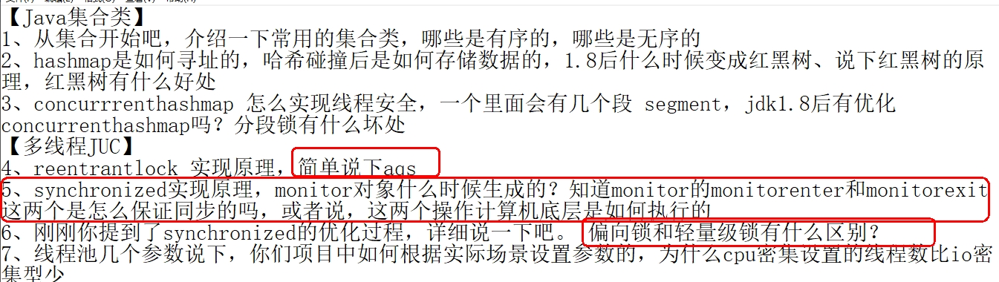 【Java集合类】
1、从集合开始吧，介绍一下常用的集合类，哪些是有序的，哪些是无序的
2、hashmap是如何寻址的，哈希碰撞后是如何存储数据的，1.8后什么时候变成红黑树、说下红黑树的原
理，红黑树有什么好处
3、concurrrenthashmap 怎么实现线程安全，一个里面会有几个段 segment，jdk1.8后有优化
concurrenthashmap吗？分段锁有什么坏处
【多线程JUC】
4、reentrantlock 实现原理，简单说下aqs
5、synchronized实现原理，monitor对象什么时候生成的？知道monitor的monitorenter和monitorexit
这两个是怎么保证同步的吗，或者说，这两个操作计算机底层是如何执行的
6、刚刚你提到了synchronized的优化过程，详细说一下吧。 偏向锁和轻量级锁有什么区别？
7、线程池几个参数说下，你们项目中如何根据实际场景设置参数的，为什么cpu密集设置的线程数比io密
集型少